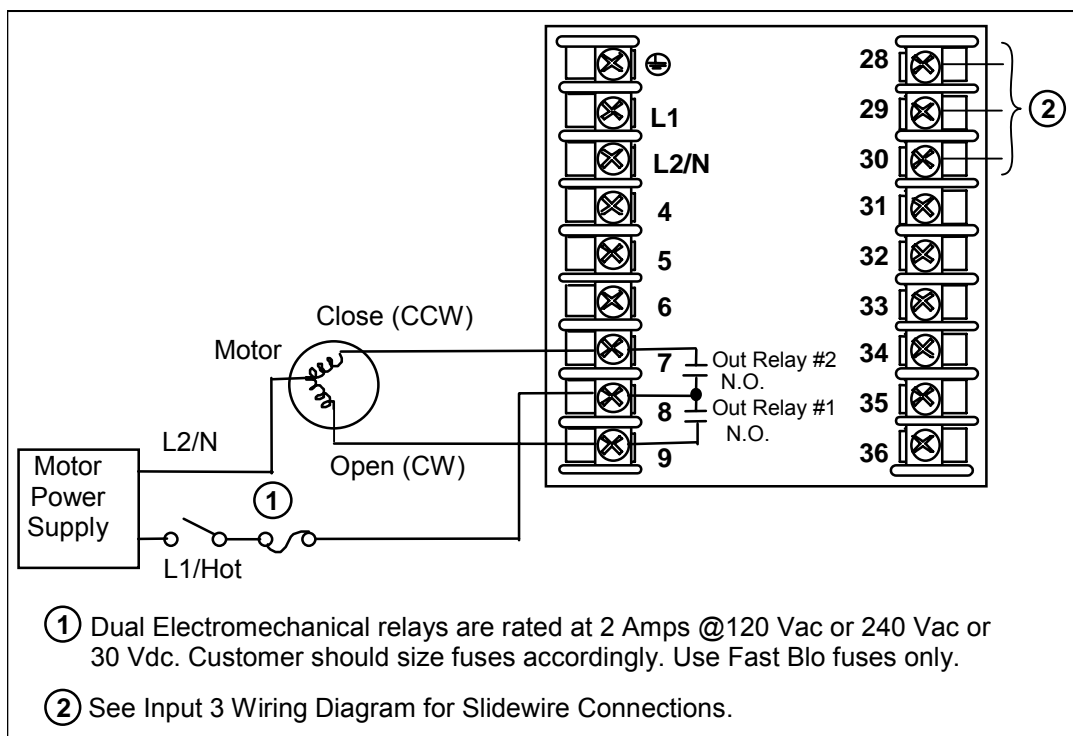 28
L1
29
2
L2/N
30
4
31
5
32
6
33
Close (CCW)
Motor
7
Out Relay #2
N.O.
34
8
Out Relay #1
N.O.
35
L2/N
Open (CW)
9
36
Motor
Power
Supply
1
L1/Hot
1 Dual Electromechanical relays are rated at 2 Amps @120 Vac or 240 Vac or
30 Vdc. Customer should size fuses accordingly. Use Fast Blo fuses only.
2 See Input 3 Wiring Diagram for Slidewire Connections.